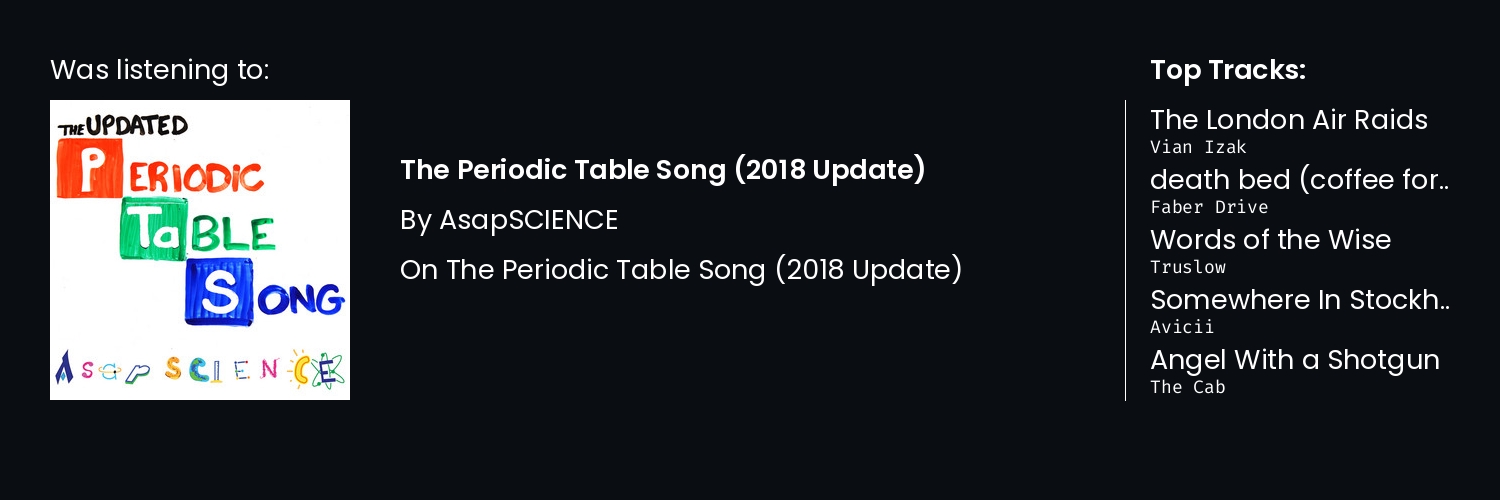 Was listening to:
THE UPDATED
PERIODIC
TaBLE
SONG
Asap SCIENCE
The Periodic Table Song (2018 Update)
By AsapSCIENCE
On The Periodic Table Song (2018 Update)
Top Tracks:
The London Air Raids
Vian Izak
death bed (coffee for..
Faber Drive
Words of the Wise
Truslow
Somewhere In Stockh..
Avicii
Angel With a Shotgun
The Cab